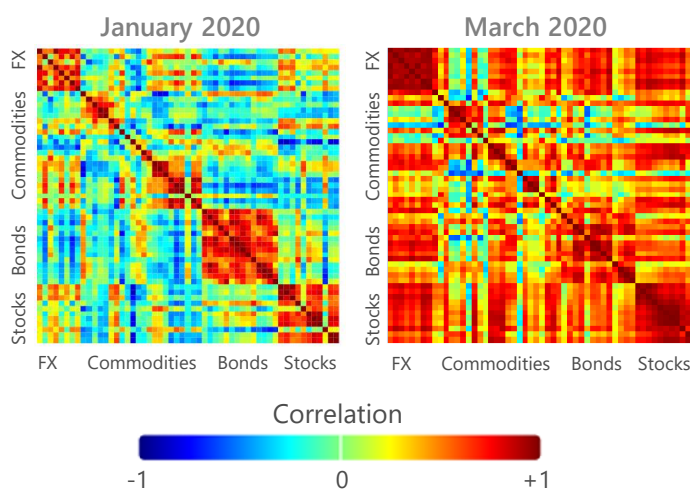 January 2020
March 2020
FX
Commodities
Bonds
Stocks
FX
Commodities
Bonds
Stocks
FX Commodities Bonds Stocks
FX Commodities Bonds Stocks
Correlation
-1 0 +1